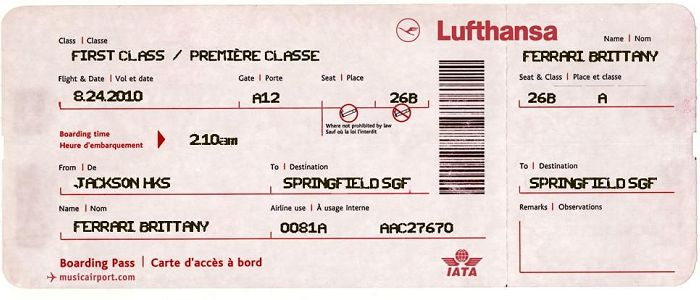 Lufthansa
Class | Classe
FIRST CLASS / PREMIÈRE CLASSE
Flight & Date | Vol et date
Gate | Porte
Seat | Place
8.24.2010
A12
26B
Where not prohibited by law
Sauf où la loi l'interdit
Boarding time
Heure d'embarquement
2.10am
From | De
To | Destination
JACKSON HKS
SPRINGFIELD SGF
Name | Nom
Airline use | À usage interne
FERRARI BRITTANY
0081A
AAC27670
Boarding Pass | Carte d'accès à bord
musicairport.com
IATA
Name | Nom
FERRARI BRITTANY
Seat & Class | Place et classe
26B A
To | Destination
SPRINGFIELD SGF
Remarks | Observations